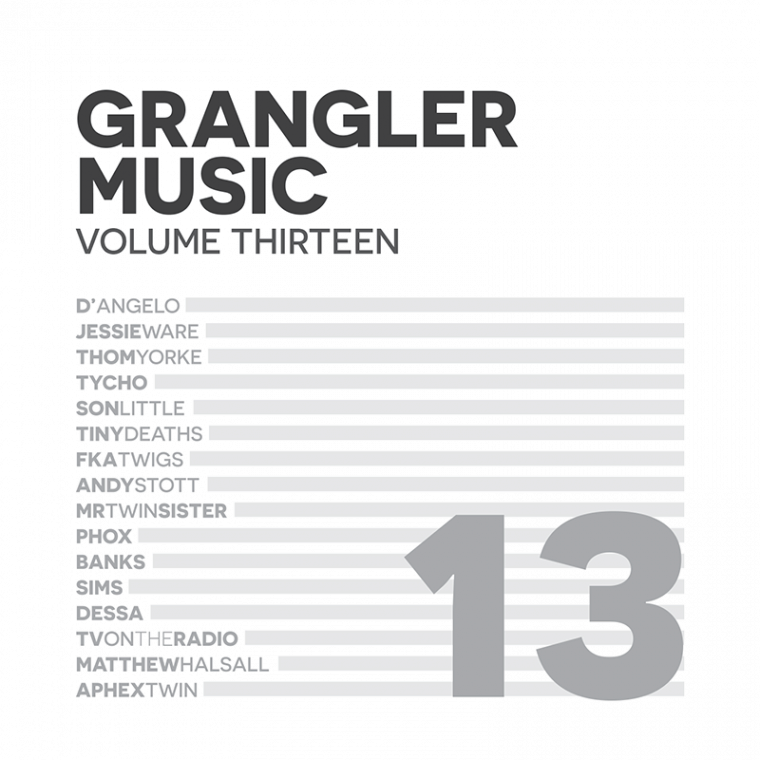 GRANGLER
MUSIC
VOLUME THIRTEEN
D'ANGELO
JESSIEWARE
THOMYORKE
TYCHO
SONLITTLE
TINYDEATHS
FKATWIGS
ANDYSTOTT
MRTWINSISTER
PHOX
BANKS
SIMS
DESSA
TVONTHERADIO
MATTHEWHALSALL
APHEXTWIN
13